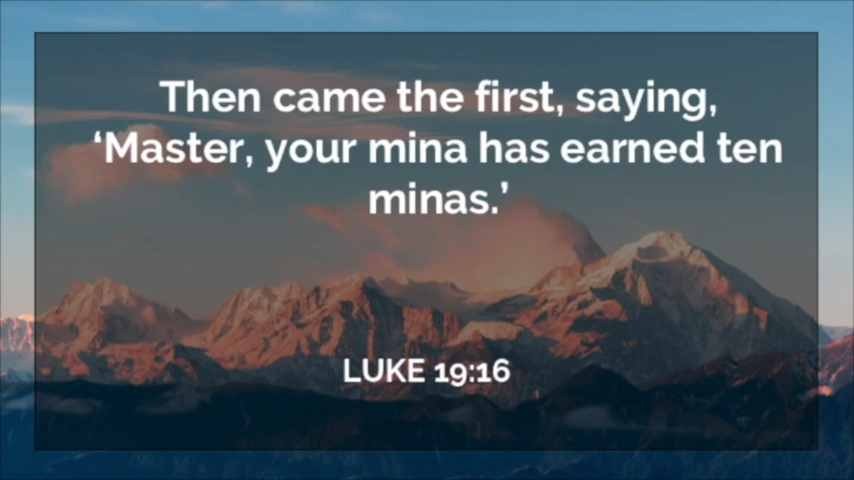 Then came the first, saying,
‘Master, your mina has earned ten
minas.’
LUKE 19:16